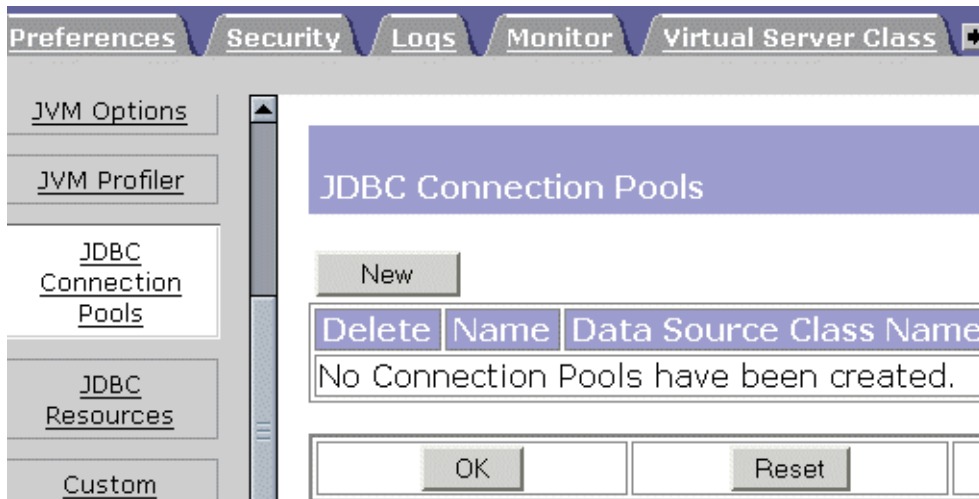 Preferences Security Logs Monitor Virtual Server Class
JVM Options
JVM Profiler
JDBC
Connection
Pools
JDBC
Resources
Custom
JDBC Connection Pools
New
Delete Name Data Source Class Name
No Connection Pools have been created.
OK Reset